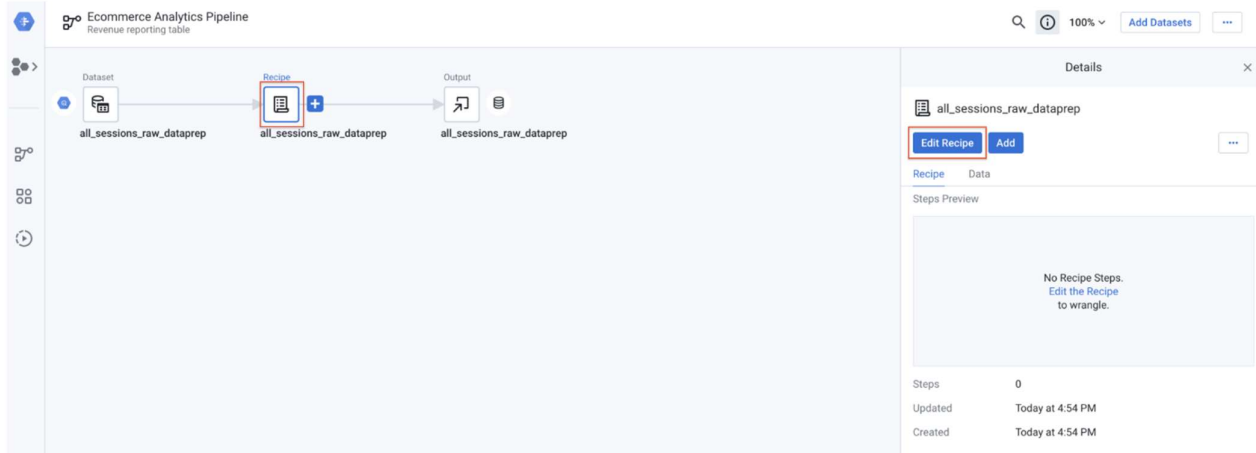 Ecommerce Analytics Pipeline
Revenue reporting table
100%
Add Datasets
Dataset
Recipe
Output
all_sessions_raw_dataprep
all_sessions_raw_dataprep
all_sessions_raw_dataprep
Details
all_sessions_raw_dataprep
Edit Recipe
Add
Recipe
Data
Steps Preview
No Recipe Steps.
Edit the Recipe
to wrangle.
Steps 0
Updated Today at 4:54 PM
Created Today at 4:54 PM